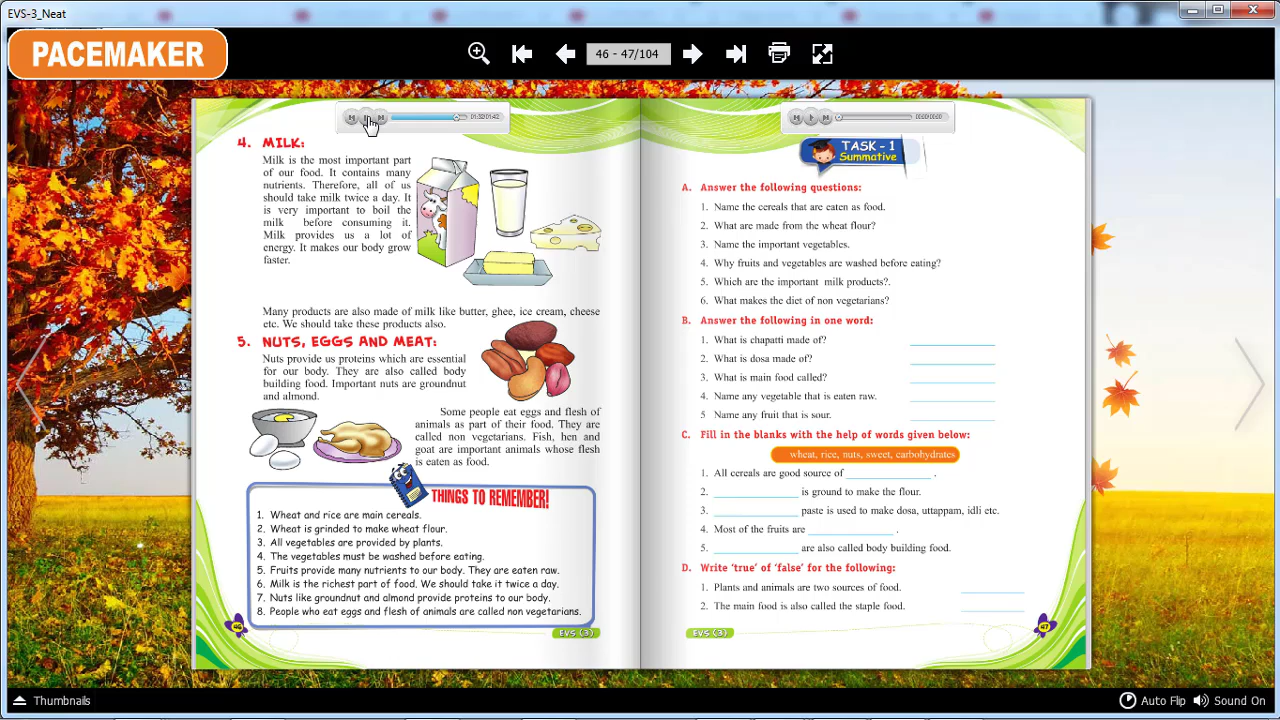 EVS-3_Neat
PACEMAKER
46 - 47/104
4. MILK:
Milk is the most important part
of our food. It contains many
nutrients. Therefore, all of us
should take milk twice a day. It
is very important to boil the
milk before consuming it.
Milk provides us a lot of
energy. It makes our body grow
faster.
Many products are also made of milk like butter, ghee, ice cream, cheese
etc. We should take these products also.
5. NUTS, EGGS AND MEAT:
Nuts provide us proteins which are essential
for our body. They are also called body
building food. Important nuts are groundnut
and almond.
Some people eat eggs and flesh of
animals as part of their food. They are
called non vegetarians. Fish, hen and
goat are important animals whose flesh
is eaten as food.
THINGS TO REMEMBER!
1. Wheat and rice are main cereals.
2. Wheat is grinded to make wheat flour.
3. All vegetables are provided by plants.
4. The vegetables must be washed before eating.
5. Fruits provide many nutrients to our body. They are eaten raw.
6. Milk is the richest part of food. We should take it twice a day.
7. Nuts like groundnut and almond provide proteins to our body.
8. People who eat eggs and flesh of animals are called non vegetarians.
46
EVS (3)
00:00/00:00
TASK - 1
Summative
A. Answer the following questions:
1. Name the cereals that are eaten as food.
2. What are made from the wheat flour?
3. Name the important vegetables.
4. Why fruits and vegetables are washed before eating?
5. Which are the important milk products?.
6. What makes the diet of non vegetarians?
B. Answer the following in one word:
1. What is chapatti made of?
2. What is dosa made of?
3. What is main food called?
4. Name any vegetable that is eaten raw.
5 Name any fruit that is sour.
C. Fill in the blanks with the help of words given below:
wheat, rice, nuts, sweet, carbohydrates
1. All cereals are good source of ____________ .
2. ____________ is ground to make the flour.
3. ____________ paste is used to make dosa, uttappam, idli etc.
4. Most of the fruits are ____________ .
5. ____________ are also called body building food.
D. Write ‘true’ of ‘false’ for the following:
1. Plants and animals are two sources of food.
2. The main food is also called the staple food.
EVS (3)
47
Thumbnails
Auto Flip
Sound On